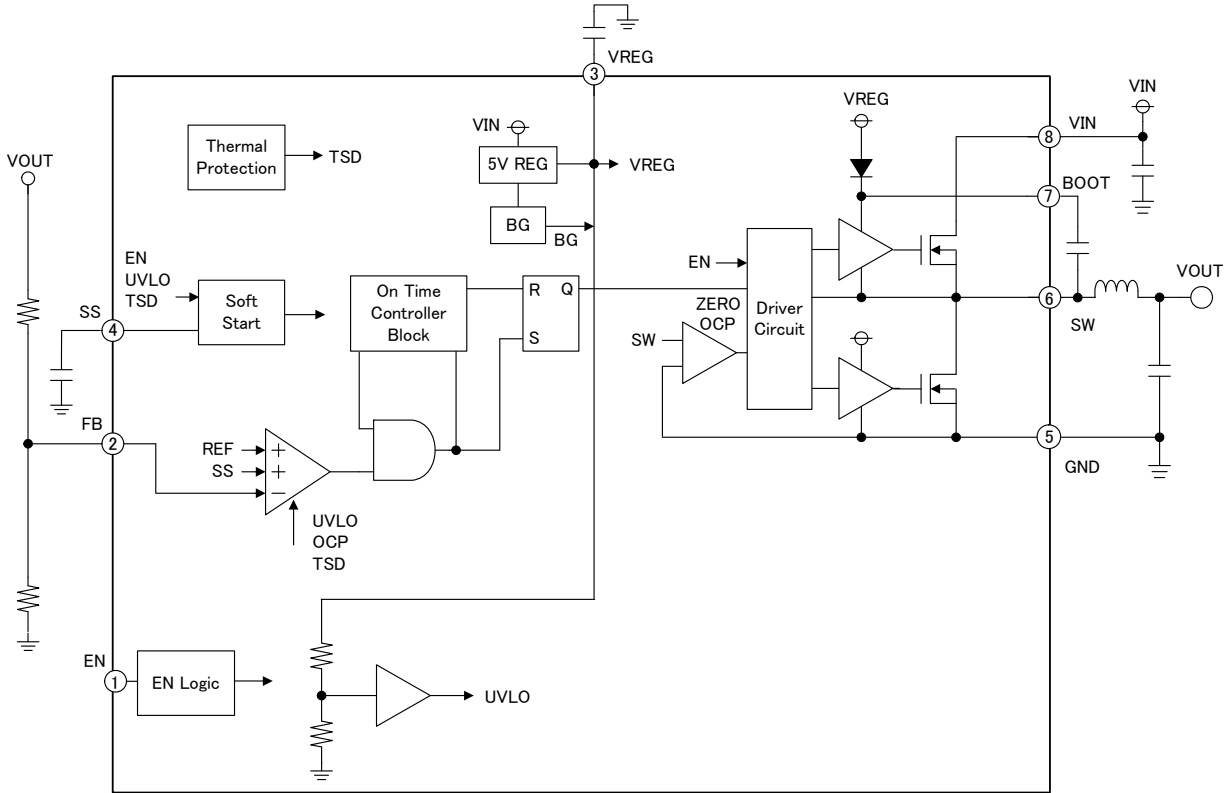 VREG
3
VIN
VREG
VIN
8
Thermal
Protection
TSD
VIN
5V REG
VREG
VOUT
BOOT
7
BG
BG
EN
UVLO
TSD
Soft
Start
On Time
Controller
Block
R
Q
S
EN
ZERO
OCP
Driver
Circuit
VOUT
6
SW
SS
4
SW
FB
2
REF
SS
+
+
−
5
GND
UVLO
OCP
TSD
EN
1
EN Logic
UVLO